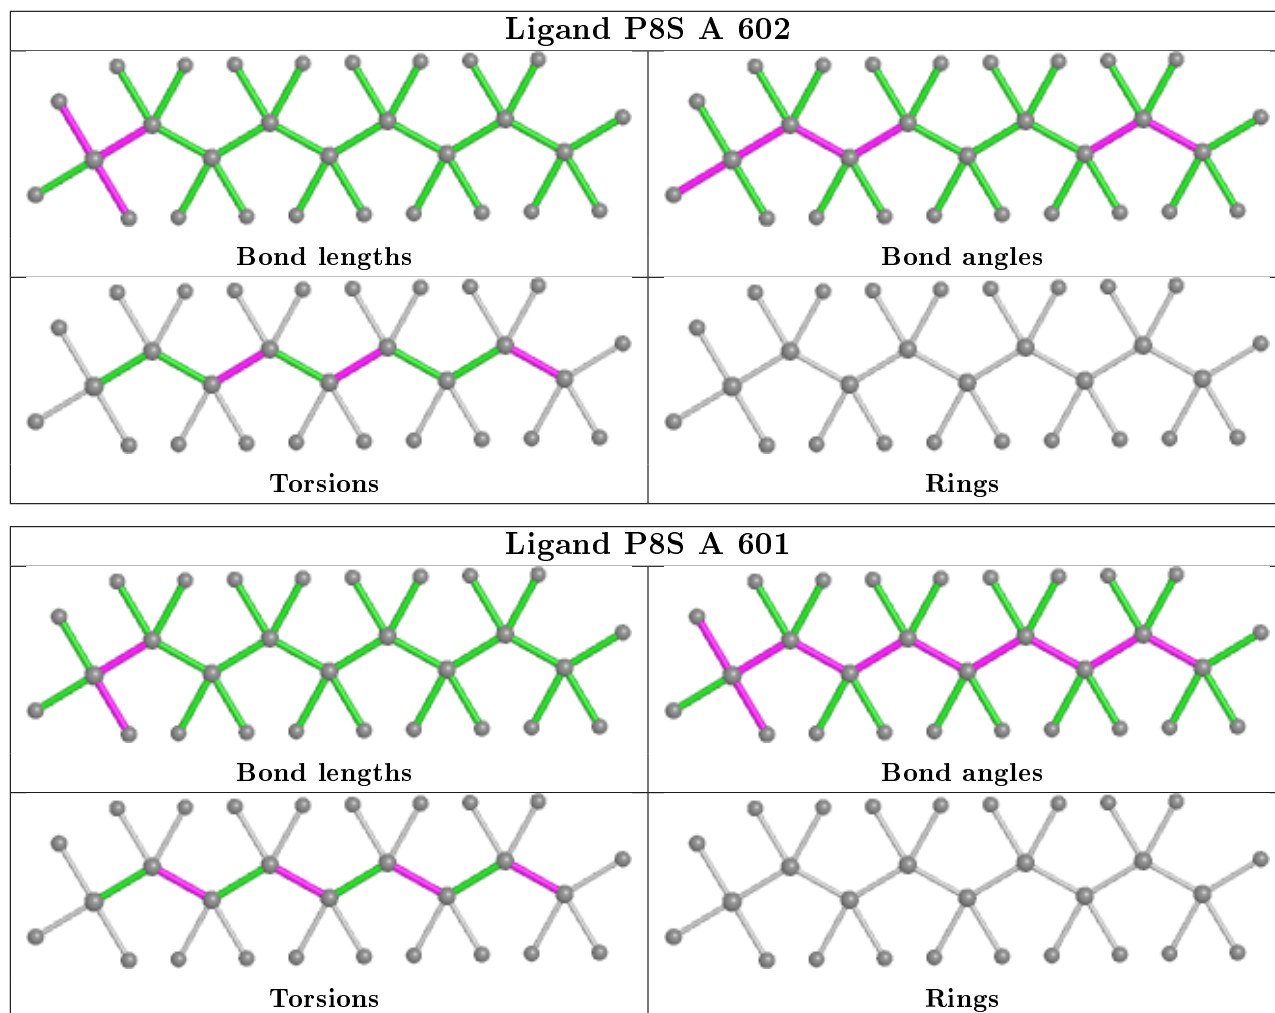 Ligand P8S A 602
Bond lengths
Bond angles
Torsions
Rings
Ligand P8S A 601
Bond lengths
Bond angles
Torsions
Rings